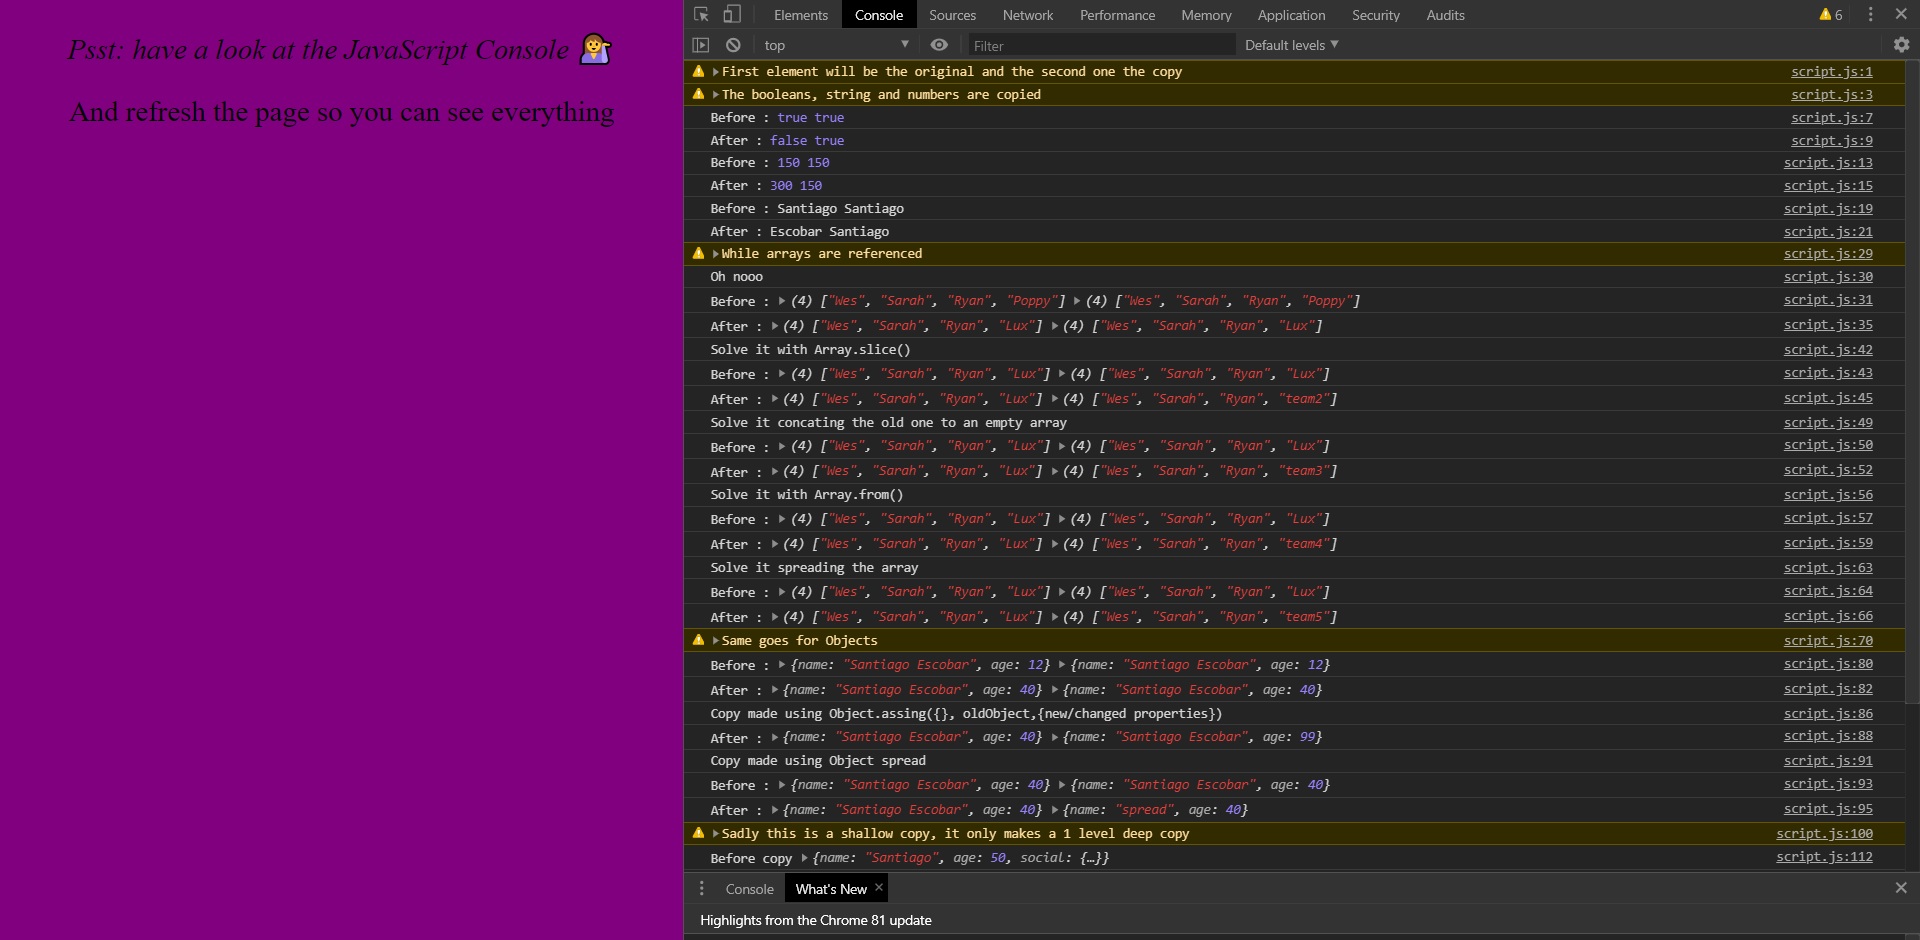 Psst: have a look at the JavaScript Console 💁
And refresh the page so you can see everything
Elements Console Sources Network Performance Memory Application Security Audits 6
top Filter Default levels
First element will be the original and the second one the copy script.js:1
The booleans, string and numbers are copied script.js:3
Before : true true script.js:7
After : false true script.js:9
Before : 150 150 script.js:13
After : 300 150 script.js:15
Before : Santiago Santiago script.js:19
After : Escobar Santiago script.js:21
While arrays are referenced script.js:29
Oh nooo script.js:30
Before : (4) ["Wes", "Sarah", "Ryan", "Poppy"] (4) ["Wes", "Sarah", "Ryan", "Poppy"] script.js:31
After : (4) ["Wes", "Sarah", "Ryan", "Lux"] (4) ["Wes", "Sarah", "Ryan", "Lux"] script.js:35
Solve it with Array.slice() script.js:42
Before : (4) ["Wes", "Sarah", "Ryan", "Lux"] (4) ["Wes", "Sarah", "Ryan", "Lux"] script.js:43
After : (4) ["Wes", "Sarah", "Ryan", "Lux"] (4) ["Wes", "Sarah", "Ryan", "team2"] script.js:45
Solve it concating the old one to an empty array script.js:49
Before : (4) ["Wes", "Sarah", "Ryan", "Lux"] (4) ["Wes", "Sarah", "Ryan", "Lux"] script.js:50
After : (4) ["Wes", "Sarah", "Ryan", "Lux"] (4) ["Wes", "Sarah", "Ryan", "team3"] script.js:52
Solve it with Array.from() script.js:56
Before : (4) ["Wes", "Sarah", "Ryan", "Lux"] (4) ["Wes", "Sarah", "Ryan", "Lux"] script.js:57
After : (4) ["Wes", "Sarah", "Ryan", "Lux"] (4) ["Wes", "Sarah", "Ryan", "team4"] script.js:59
Solve it spreading the array script.js:63
Before : (4) ["Wes", "Sarah", "Ryan", "Lux"] (4) ["Wes", "Sarah", "Ryan", "Lux"] script.js:64
After : (4) ["Wes", "Sarah", "Ryan", "Lux"] (4) ["Wes", "Sarah", "Ryan", "team5"] script.js:66
Same goes for Objects script.js:70
Before : {name: "Santiago Escobar", age: 12} {name: "Santiago Escobar", age: 12} script.js:80
After : {name: "Santiago Escobar", age: 40} {name: "Santiago Escobar", age: 40} script.js:82
Copy made using Object.assing({}, oldObject,{new/changed properties}) script.js:86
After : {name: "Santiago Escobar", age: 40} {name: "Santiago Escobar", age: 99} script.js:88
Copy made using Object spread script.js:91
Before : {name: "Santiago Escobar", age: 40} {name: "Santiago Escobar", age: 40} script.js:93
After : {name: "Santiago Escobar", age: 40} {name: "spread", age: 40} script.js:95
Sadly this is a shallow copy, it only makes a 1 level deep copy script.js:100
Before copy {name: "Santiago", age: 50, social: {…}} script.js:112
Console What's New
Highlights from the Chrome 81 update